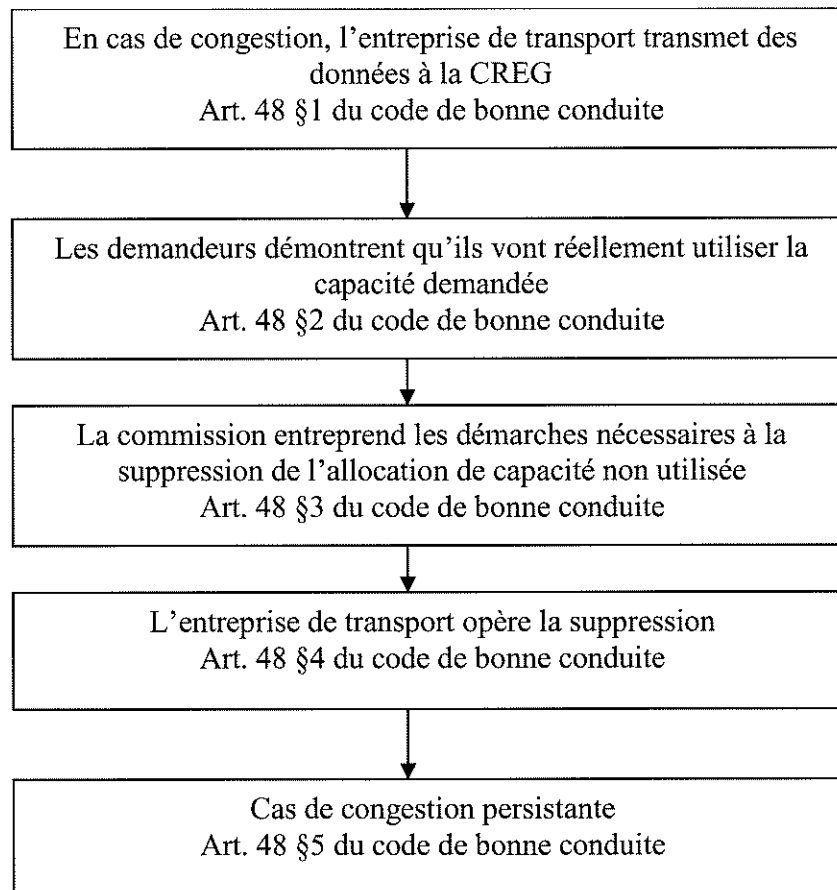 En cas de congestion, l’entreprise de transport transmet des
données à la CREG
Art. 48 §1 du code de bonne conduite
Les demandeurs démontrent qu’ils vont réellement utiliser la
capacité demandée
Art. 48 §2 du code de bonne conduite
La commission entreprend les démarches nécessaires à la
suppression de l’allocation de capacité non utilisée
Art. 48 §3 du code de bonne conduite
L’entreprise de transport opère la suppression
Art. 48 §4 du code de bonne conduite
Cas de congestion persistante
Art. 48 §5 du code de bonne conduite